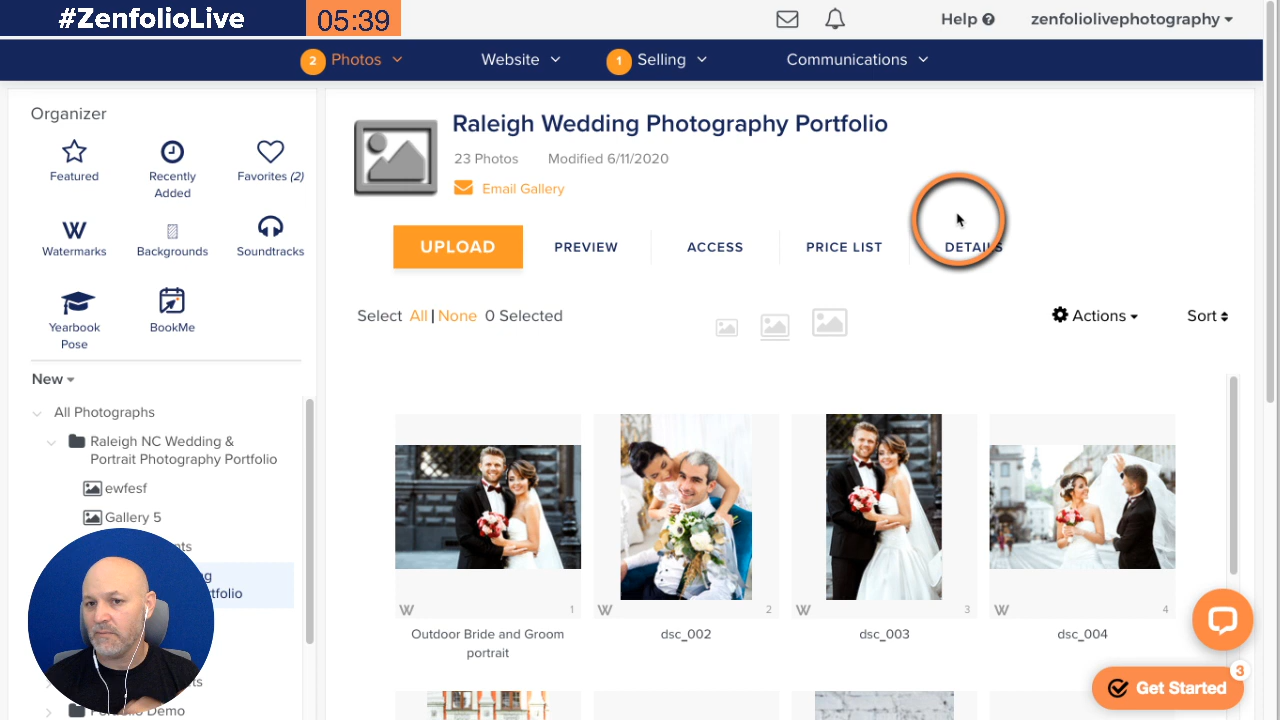 #ZenfolioLive
05:39
Help
zenfoliolivephotography
2 Photos
Website
1 Selling
Communications
Organizer
Featured
Recently
Added
Favorites (2)
Watermarks
Backgrounds
Soundtracks
Yearbook
Pose
BookMe
New
All Photographs
Raleigh NC Wedding &
Portrait Photography Portfolio
ewfesf
Gallery 5
Raleigh Wedding Photography Portfolio
23 Photos
Modified 6/11/2020
Email Gallery
UPLOAD
PREVIEW
ACCESS
PRICE LIST
DETAILS
Select All | None 0 Selected
Actions
Sort
W 1
Outdoor Bride and Groom
portrait
W 2
dsc_002
W 3
dsc_003
W 4
dsc_004
3
Get Started